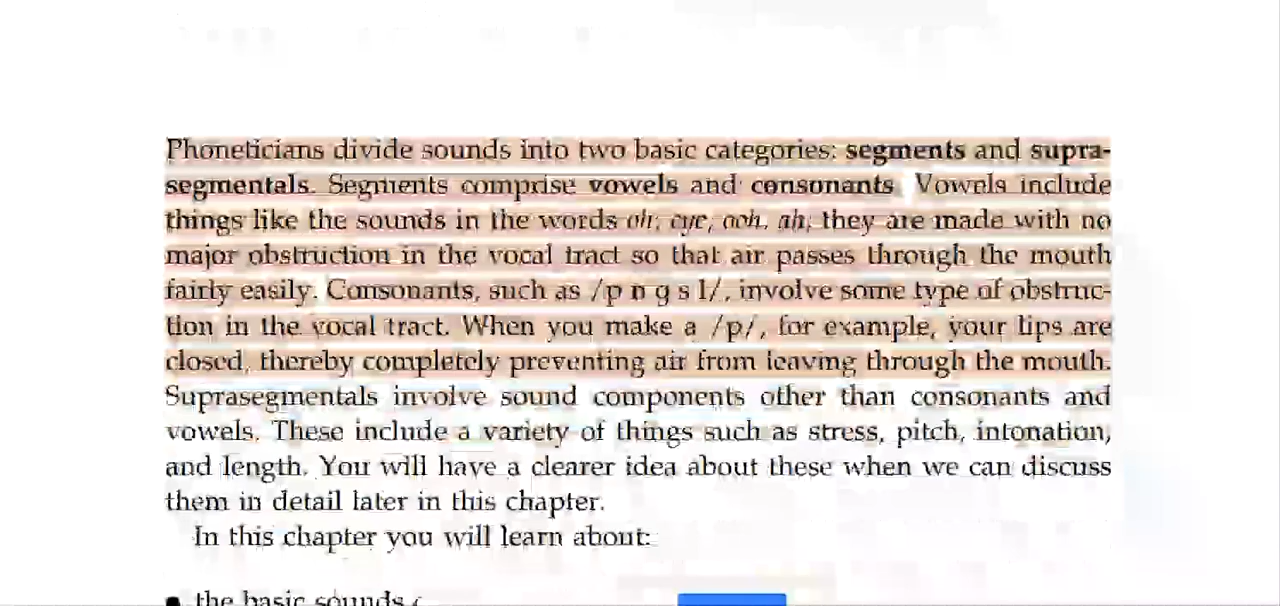 Phoneticians divide sounds into two basic categories: segments and supra-
segmentals. Segments comprise vowels and consonants. Vowels include
things like the sounds in the words oh, eye, ooh, ah; they are made with no
major obstruction in the vocal tract so that air passes through the mouth
fairly easily. Consonants, such as /p n g s l/, involve some type of obstruc-
tion in the vocal tract. When you make a /p/, for example, your lips are
closed, thereby completely preventing air from leaving through the mouth.
Suprasegmentals involve sound components other than consonants and
vowels. These include a variety of things such as stress, pitch, intonation,
and length. You will have a clearer idea about these when we can discuss
them in detail later in this chapter.
In this chapter you will learn about:
• the basic sounds